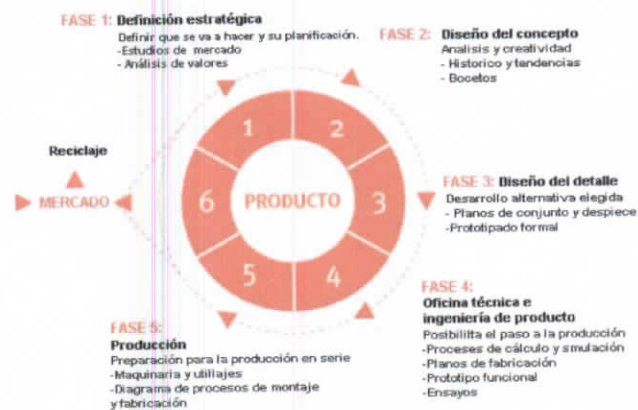 FASE 1: Definición estratégica
Definir que se va a hacer y su planificación.
-Estudios de mercado
- Análisis de valores
FASE 2: Diseño del concepto
Analisis y creatividad
- Historico y tendencias
- Bocetos
1
2
Reciclaje
MERCADO
6
PRODUCTO
3
FASE 3: Diseño del detalle
Desarrollo alternativa elegida
- Planos de conjunto y despiece
-Prototipado formal
5
4
FASE 4:
Oficina técnica e
ingeniería de producto
Posibilitta el paso a la producción
-Proceses de cálculo y smulación
-Planos de fabricación
-Prototipo funcional
-Ensayos
FASE 5:
Producción
Preparación para la producción en serie
-Maquinaria y utillajes
-Diagrama de procesos de montaje
y fabricación